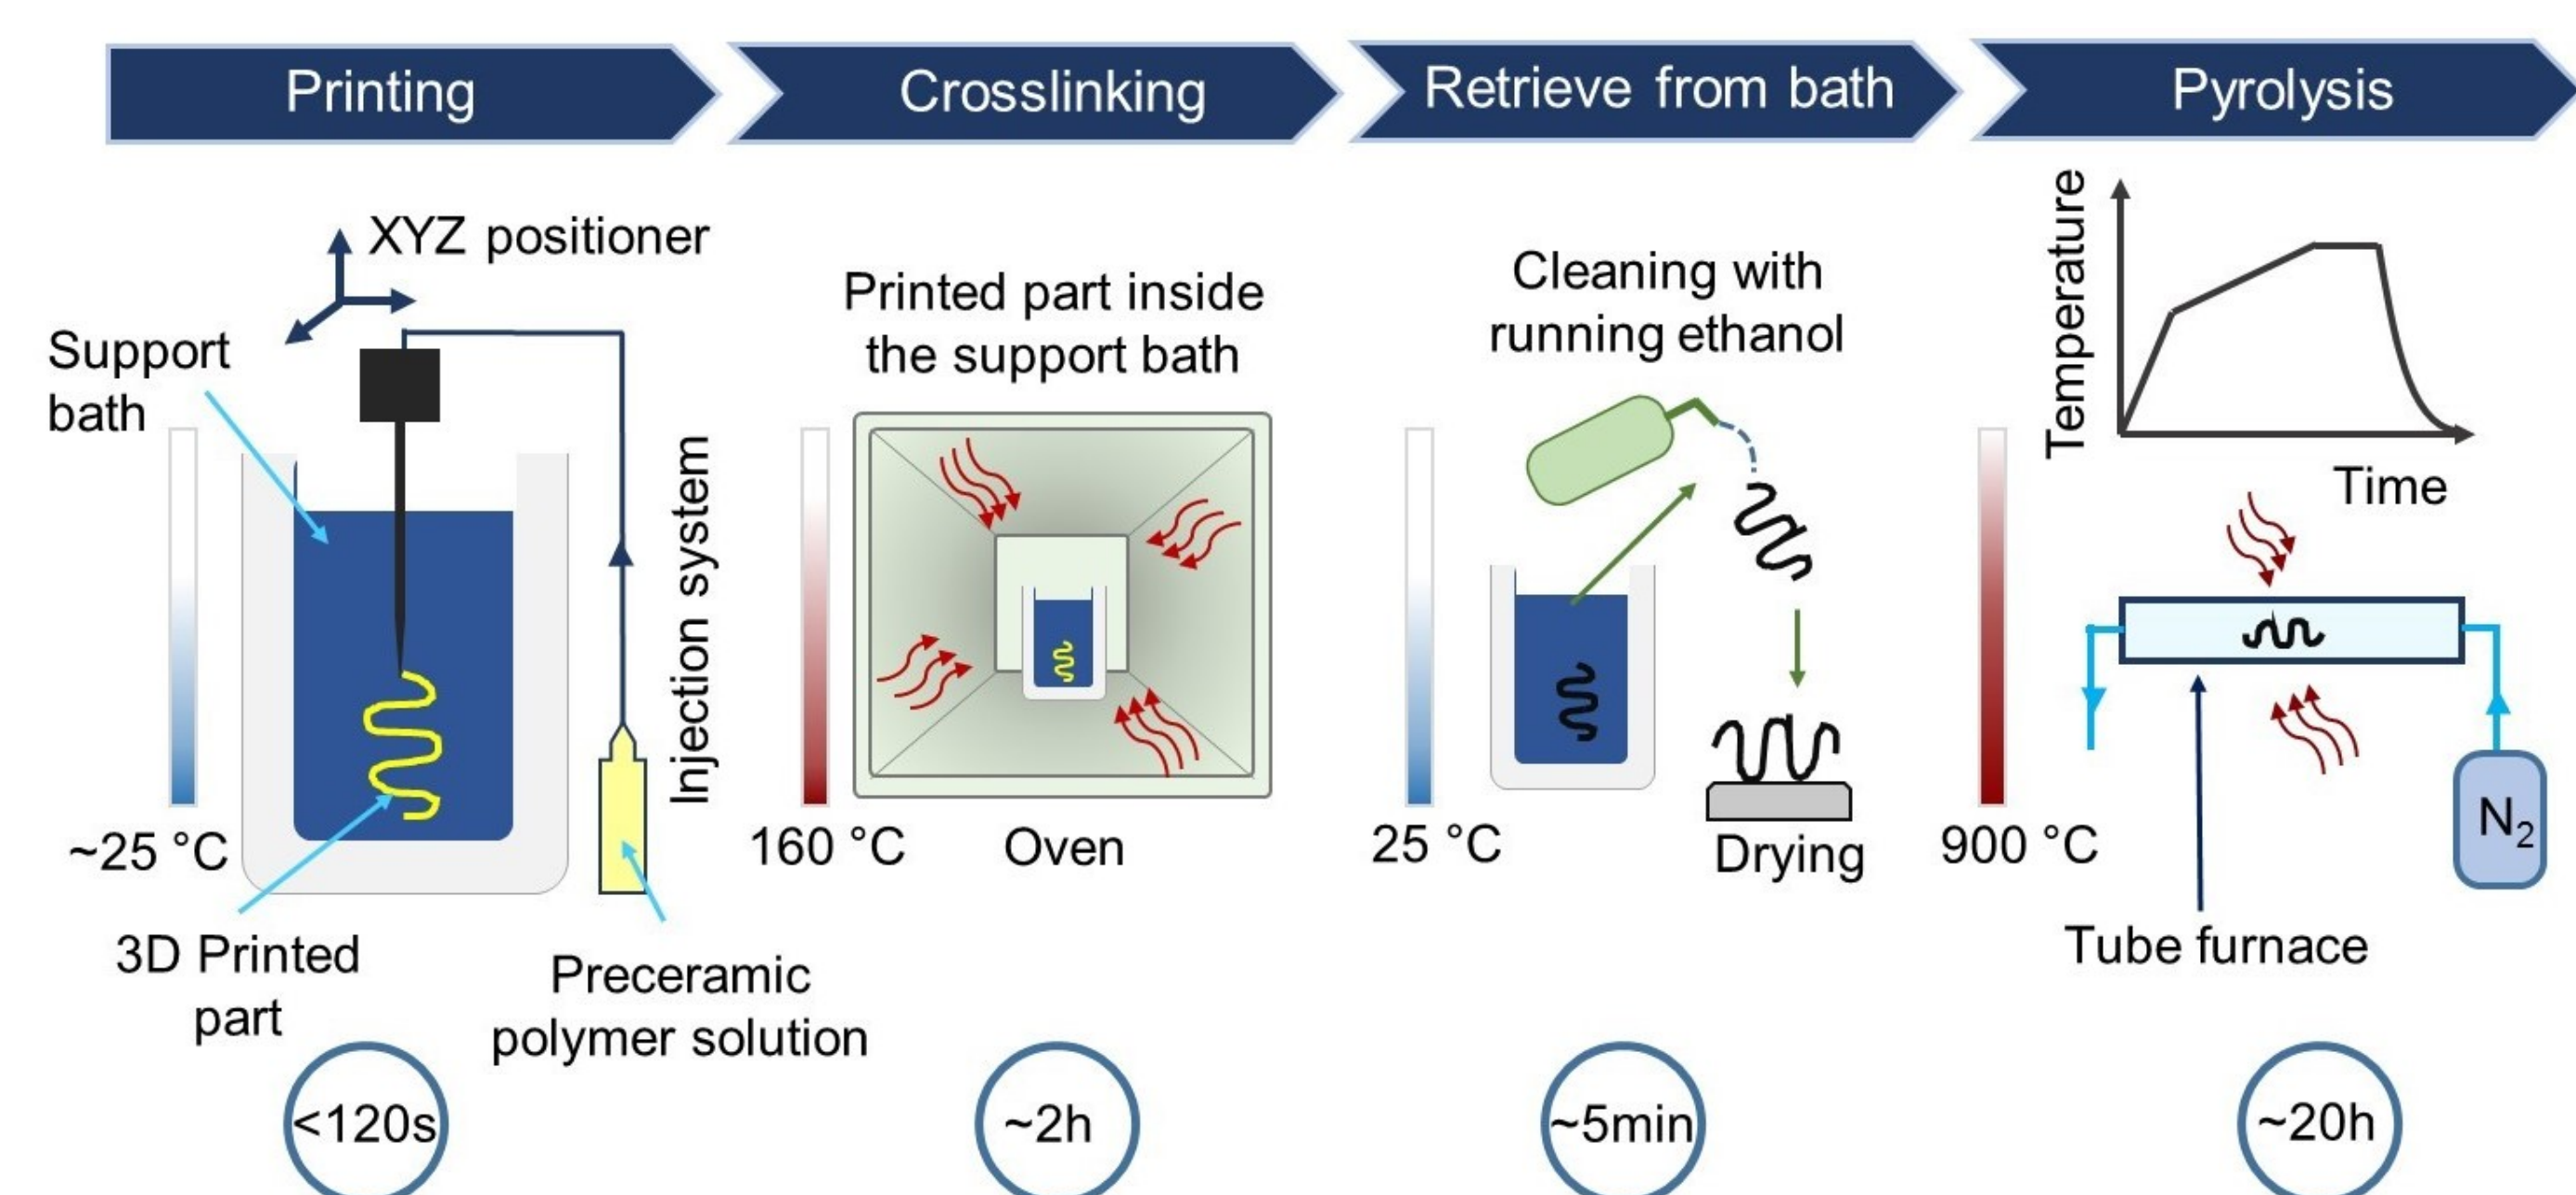 Printing
Crosslinking
Retrieve from bath
Pyrolysis
XYZ positioner
Support
bath
Injection system
~25 °C
3D Printed
part
Preceramic
polymer solution
<120s
Printed part inside
the support bath
160 °C
Oven
~2h
Cleaning with
running ethanol
25 °C
Drying
~5min
Temperature
Time
900 °C
N2
Tube furnace
~20h